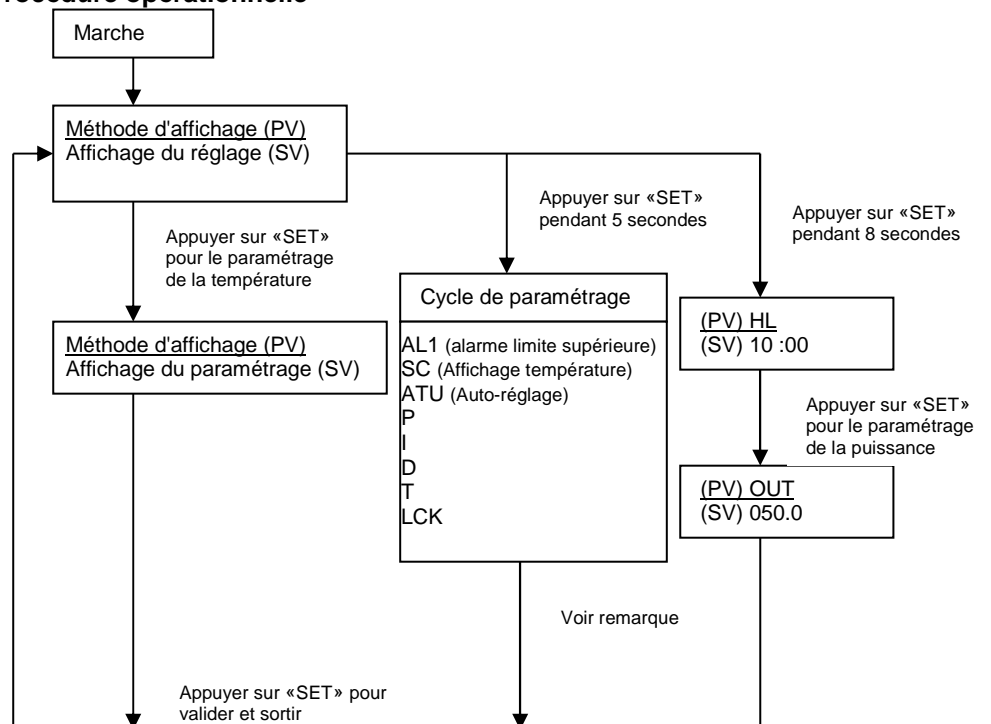 rocédure opérationnelle
Marche
Méthode d'affichage (PV)
Affichage du réglage (SV)
Appuyer sur «SET»
pour le paramétrage
de la température
Méthode d'affichage (PV)
Affichage du paramétrage (SV)
Appuyer sur «SET» pour
valider et sortir
Appuyer sur «SET»
pendant 5 secondes
Cycle de paramétrage
AL1 (alarme limite supérieure)
SC (Affichage température)
ATU (Auto-réglage)
P
I
D
T
LCK
Voir remarque
Appuyer sur «SET»
pendant 8 secondes
(PV) HL
(SV) 10 :00
Appuyer sur «SET»
pour le paramétrage
de la puissance
(PV) OUT
(SV) 050.0